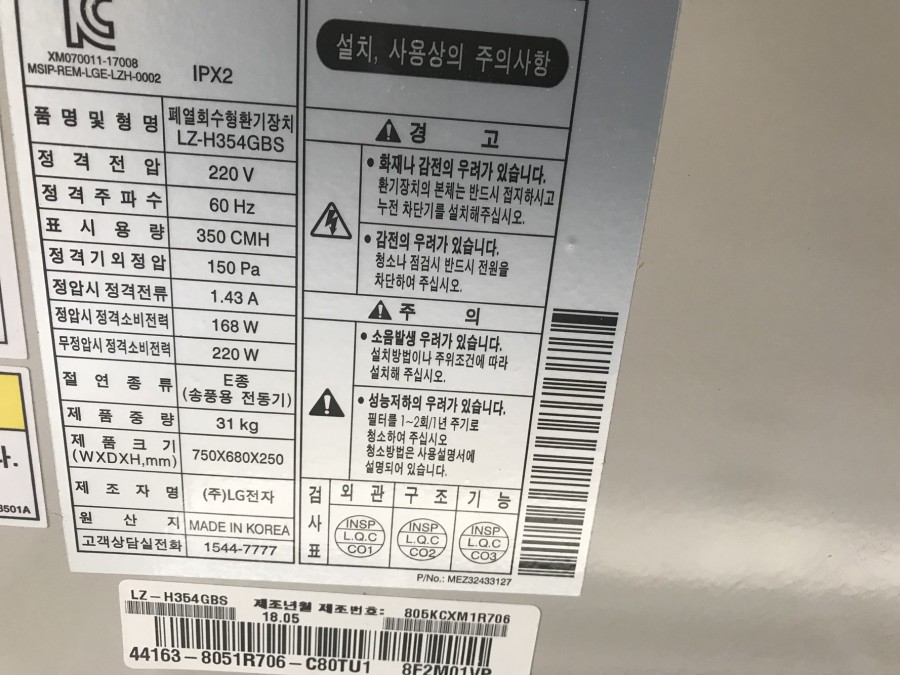 KC
XM070011-17008
MSIP-REM-LGE-LZH-0002
IPX2
품명및형명 폐열회수형환기장치
LZ-H354GBS
정격전압 220 V
정격주파수 60 Hz
표시용량 350 CMH
정격기외정압 150 Pa
정압시 정격전류 1.43 A
정압시 정격소비전력 168 W
무정압시 정격소비전력 220 W
절연종류 E종
(송풍용 전동기)
제품중량 31 kg
제품크기
(WXDXH,mm) 750X680X250
제조자명 (주)LG전자
원산지 MADE IN KOREA
고객상담실전화 1544-7777
설치, 사용상의 주의사항
경고
• 화재나 감전의 우려가 있습니다.
환기장치의 본체는 반드시 접지하시고
누전 차단기를 설치해주십시오.
• 감전의 우려가 있습니다.
청소나 점검시 반드시 전원을
차단하여 주십시오.
주의
• 소음발생 우려가 있습니다.
설치방법이나 주위조건에 따라
설치해 주십시오.
• 성능저하의 우려가 있습니다.
필터를 1~2회/1년 주기로
청소하여 주십시오
청소방법은 사용설명서에
설명되어 있습니다.
검사표
외관 구조 기능
INSP INSP INSP
L.Q.C L.Q.C L.Q.C
CO1 CO2 CO3
P/No.: MEZ32433127
다.
3501A
LZ-H354GBS 제조년월 제조번호: 805KCXM1R706
18.05
44163-8051R706-C80TU1 8F2M01VP